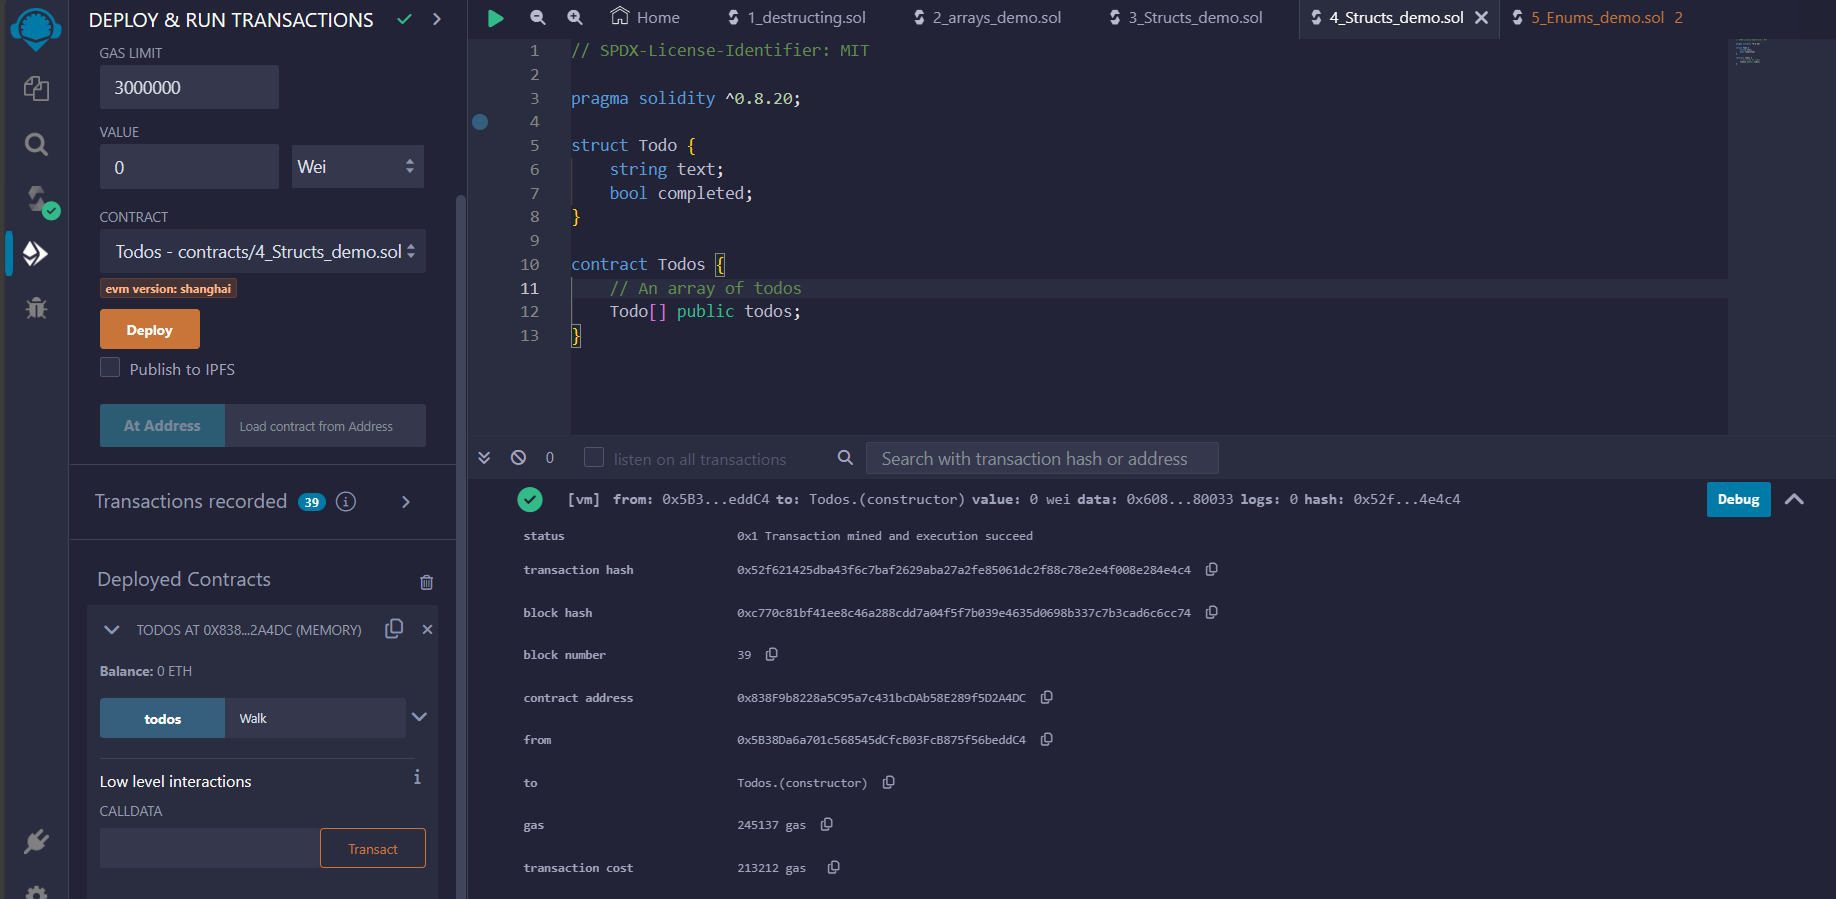 DEPLOY & RUN TRANSACTIONS
GAS LIMIT
3000000
VALUE
0
Wei
CONTRACT
Todos - contracts/4_Structs_demo.sol
evm version: shanghai
Deploy
Publish to IPFS
At Address
Load contract from Address
Transactions recorded 39
Deployed Contracts
TODOS AT 0X838...2A4DC (MEMORY)
Balance: 0 ETH
todos
Walk
Low level interactions
CALLDATA
Transact
Home
1_destructing.sol
2_arrays_demo.sol
3_Structs_demo.sol
4_Structs_demo.sol
5_Enums_demo.sol 2
1 // SPDX-License-Identifier: MIT
2
3 pragma solidity ^0.8.20;
4
5 struct Todo {
6 string text;
7 bool completed;
8 }
9
10 contract Todos {
11 // An array of todos
12 Todo[] public todos;
13 }
0
listen on all transactions
Search with transaction hash or address
[vm] from: 0x5B3...eddC4 to: Todos.(constructor) value: 0 wei data: 0x608...80033 logs: 0 hash: 0x52f...4e4c4
Debug
status 0x1 Transaction mined and execution succeed
transaction hash 0x52f621425dba43f6c7baf2629aba27a2fe85061dc2f88c78e2e4f008e284e4c4
block hash 0xc770c81bf41ee8c46a288cdd7a04f5f7b039e4635d0698b337c7b3cad6c6cc74
block number 39
contract address 0x838F9b8228a5C95a7c431bcDAb58E289f5D2A4DC
from 0x5B38Da6a701c568545dCfcB03FcB875f56beddC4
to Todos.(constructor)
gas 245137 gas
transaction cost 213212 gas